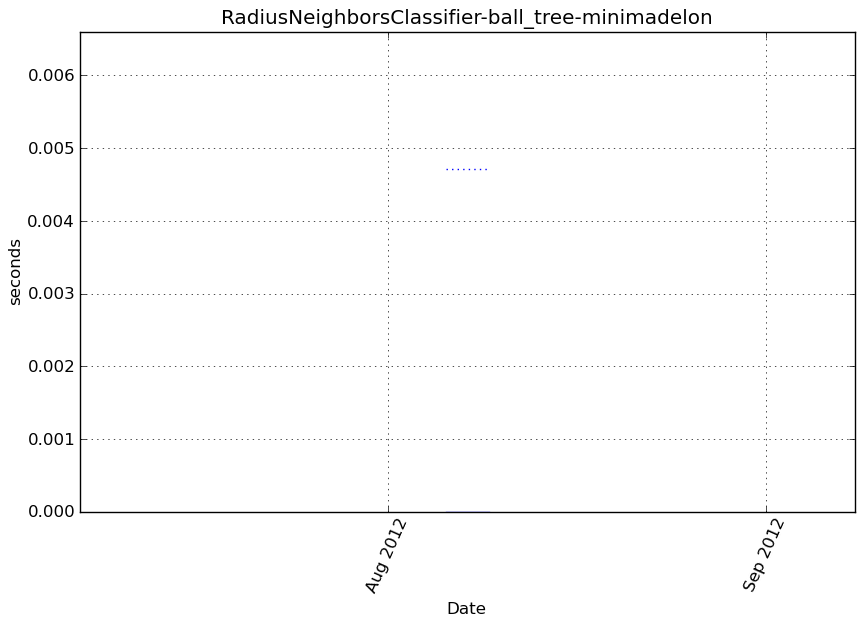 RadiusNeighborsClassifier-ball_tree-minimadelon
0.006
0.005
0.004
0.003
0.002
0.001
0.000
seconds
Aug 2012
Sep 2012
Date